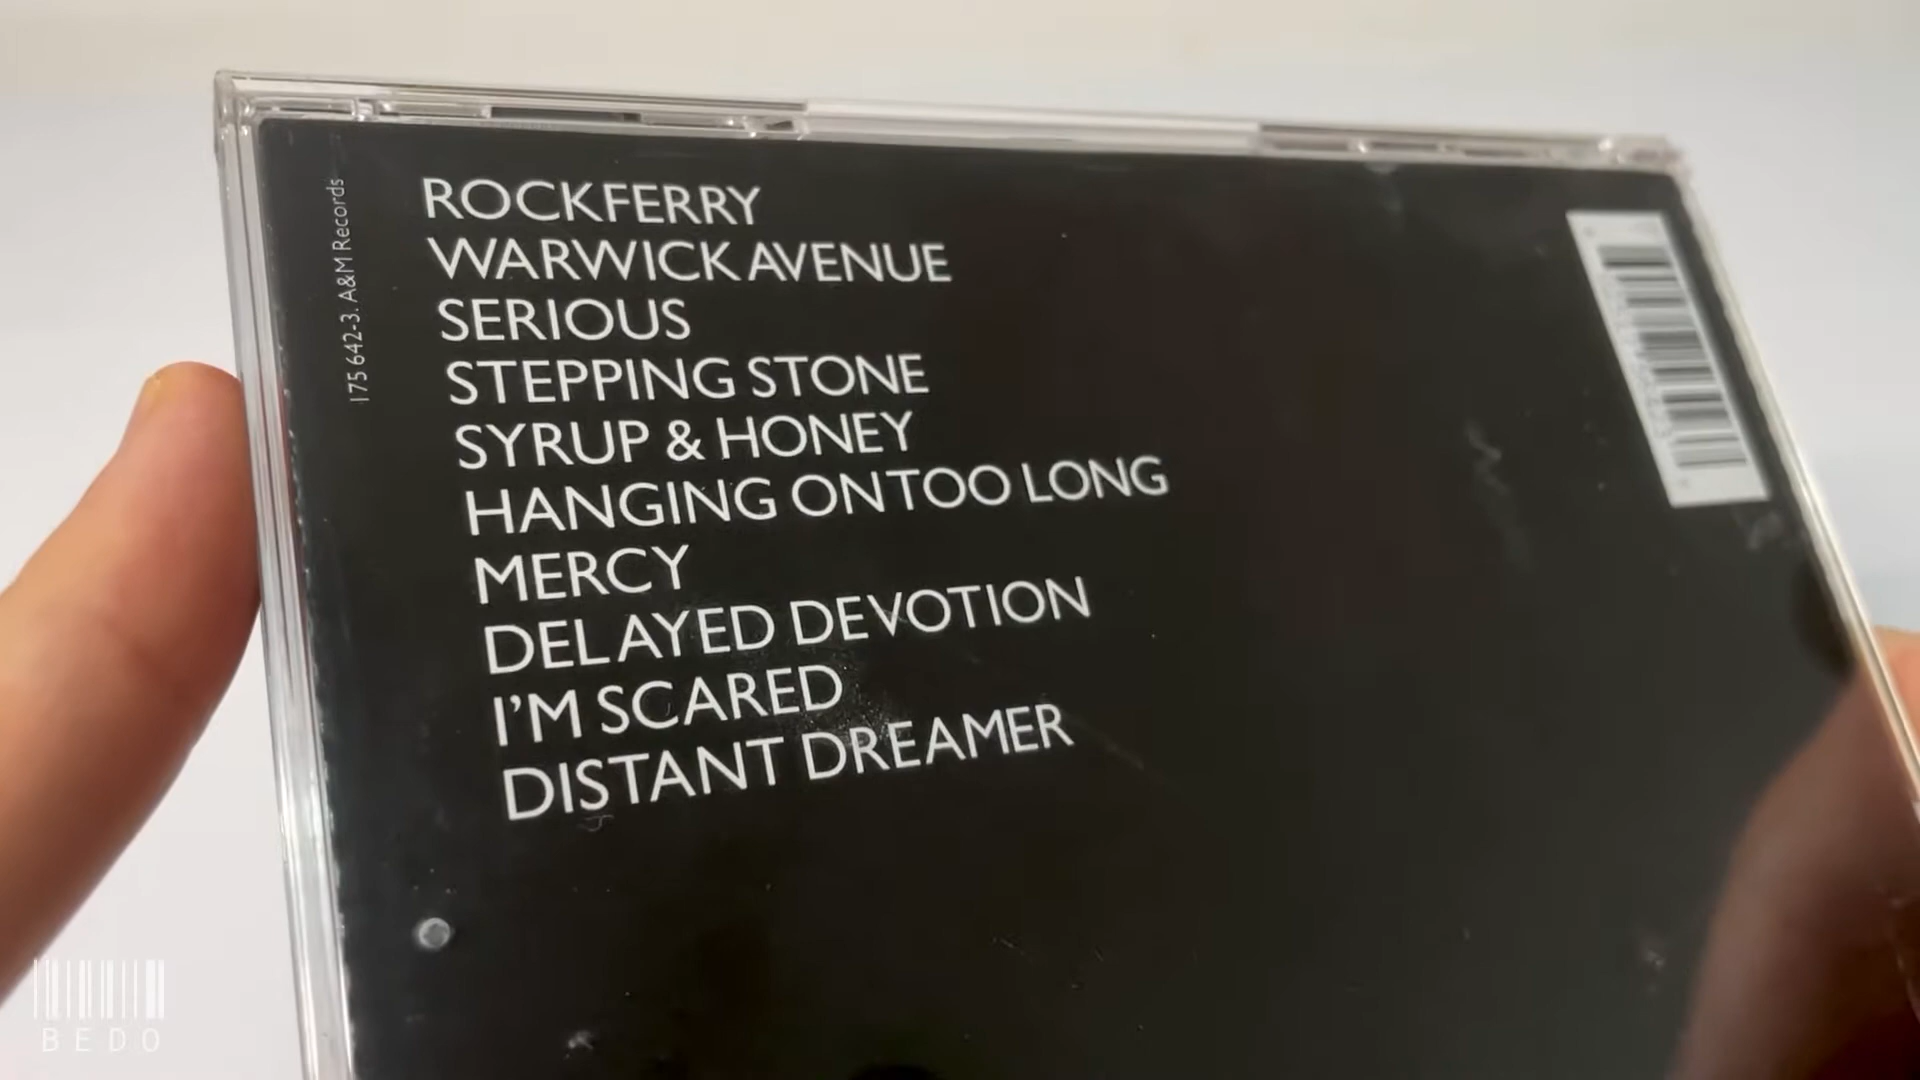 175 642-3. A&M Records
ROCKFERRY
WARWICK AVENUE
SERIOUS
STEPPING STONE
SYRUP & HONEY
HANGING ON TOO LONG
MERCY
DELAYED DEVOTION
I'M SCARED
DISTANT DREAMER
BEDO